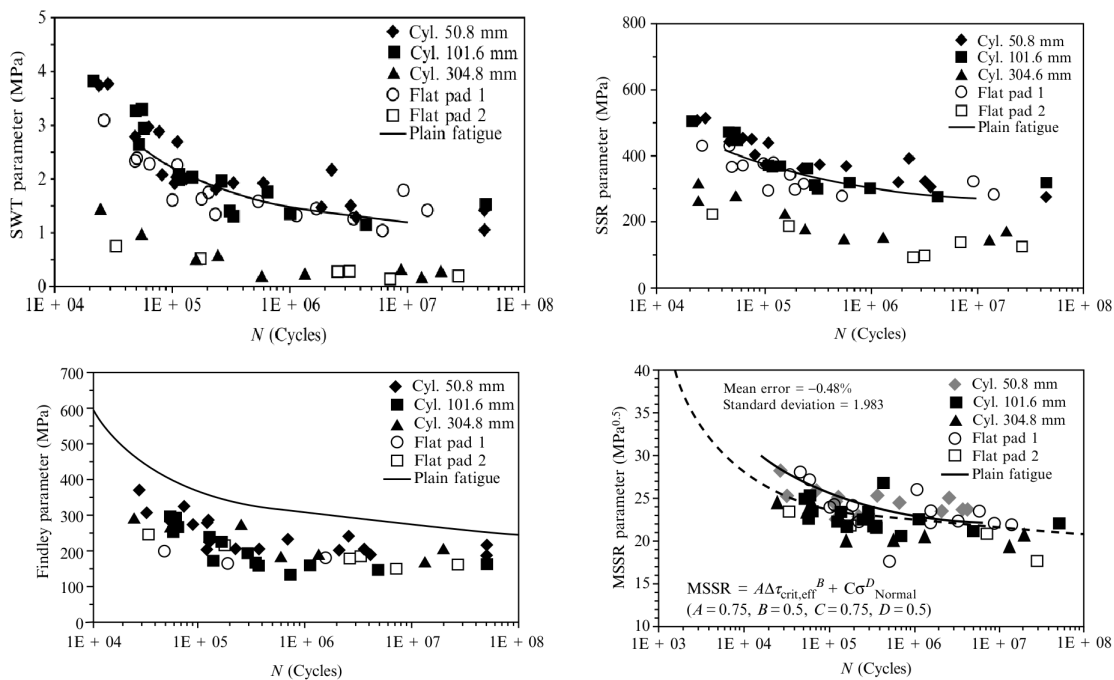 SWT parameter (MPa)
5
4
3
2
1
0
1E + 04
1E + 05
1E + 06
1E + 07
1E + 08
N (Cycles)
Cyl. 50.8 mm
Cyl. 101.6 mm
Cyl. 304.8 mm
Flat pad 1
Flat pad 2
Plain fatigue
SSR parameter (MPa)
800
600
400
200
0
1E + 04
1E + 05
1E + 06
1E + 07
1E + 08
N (Cycles)
Cyl. 50.8 mm
Cyl. 101.6 mm
Cyl. 304.6 mm
Flat pad 1
Flat pad 2
Plain fatigue
Findley parameter (MPa)
700
600
500
400
300
200
100
0
1E + 04
1E + 05
1E + 06
1E + 07
1E + 08
N (Cycles)
Cyl. 50.8 mm
Cyl. 101.6 mm
Cyl. 304.8 mm
Flat pad 1
Flat pad 2
Plain fatigue
MSSR parameter (MPa^0.5)
40
35
30
25
20
15
10
1E + 03
1E + 04
1E + 05
1E + 06
1E + 07
1E + 08
N (Cycles)
Mean error = −0.48%
Standard deviation = 1.983
Cyl. 50.8 mm
Cyl. 101.6 mm
Cyl. 304.8 mm
Flat pad 1
Flat pad 2
Plain fatigue
MSSR = AΔτ_crit,eff^B + Cσ^D_Normal
(A = 0.75, B = 0.5, C = 0.75, D = 0.5)